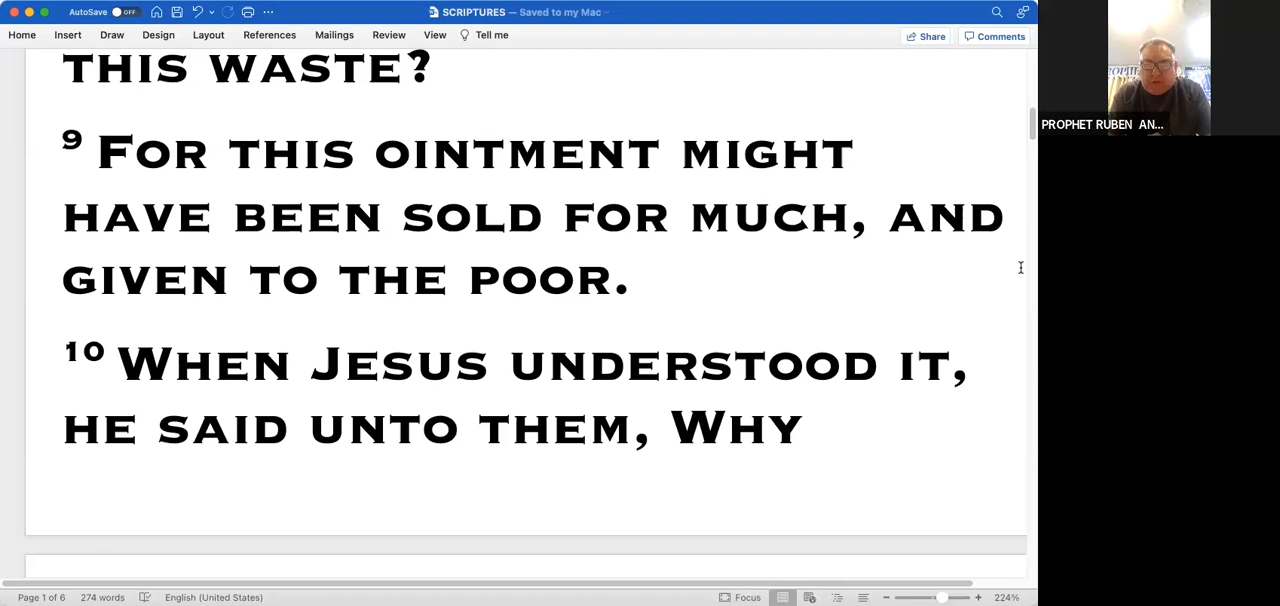 AutoSave OFF
SCRIPTURES — Saved to my Mac
Home Insert Draw Design Layout References Mailings Review View Tell me Share Comments
THIS WASTE?
9 FOR THIS OINTMENT MIGHT
HAVE BEEN SOLD FOR MUCH, AND
GIVEN TO THE POOR.
10 WHEN JESUS UNDERSTOOD IT,
HE SAID UNTO THEM, WHY
Page 1 of 6 274 words English (United States) Focus 224%
PROPHET RUBEN AN...